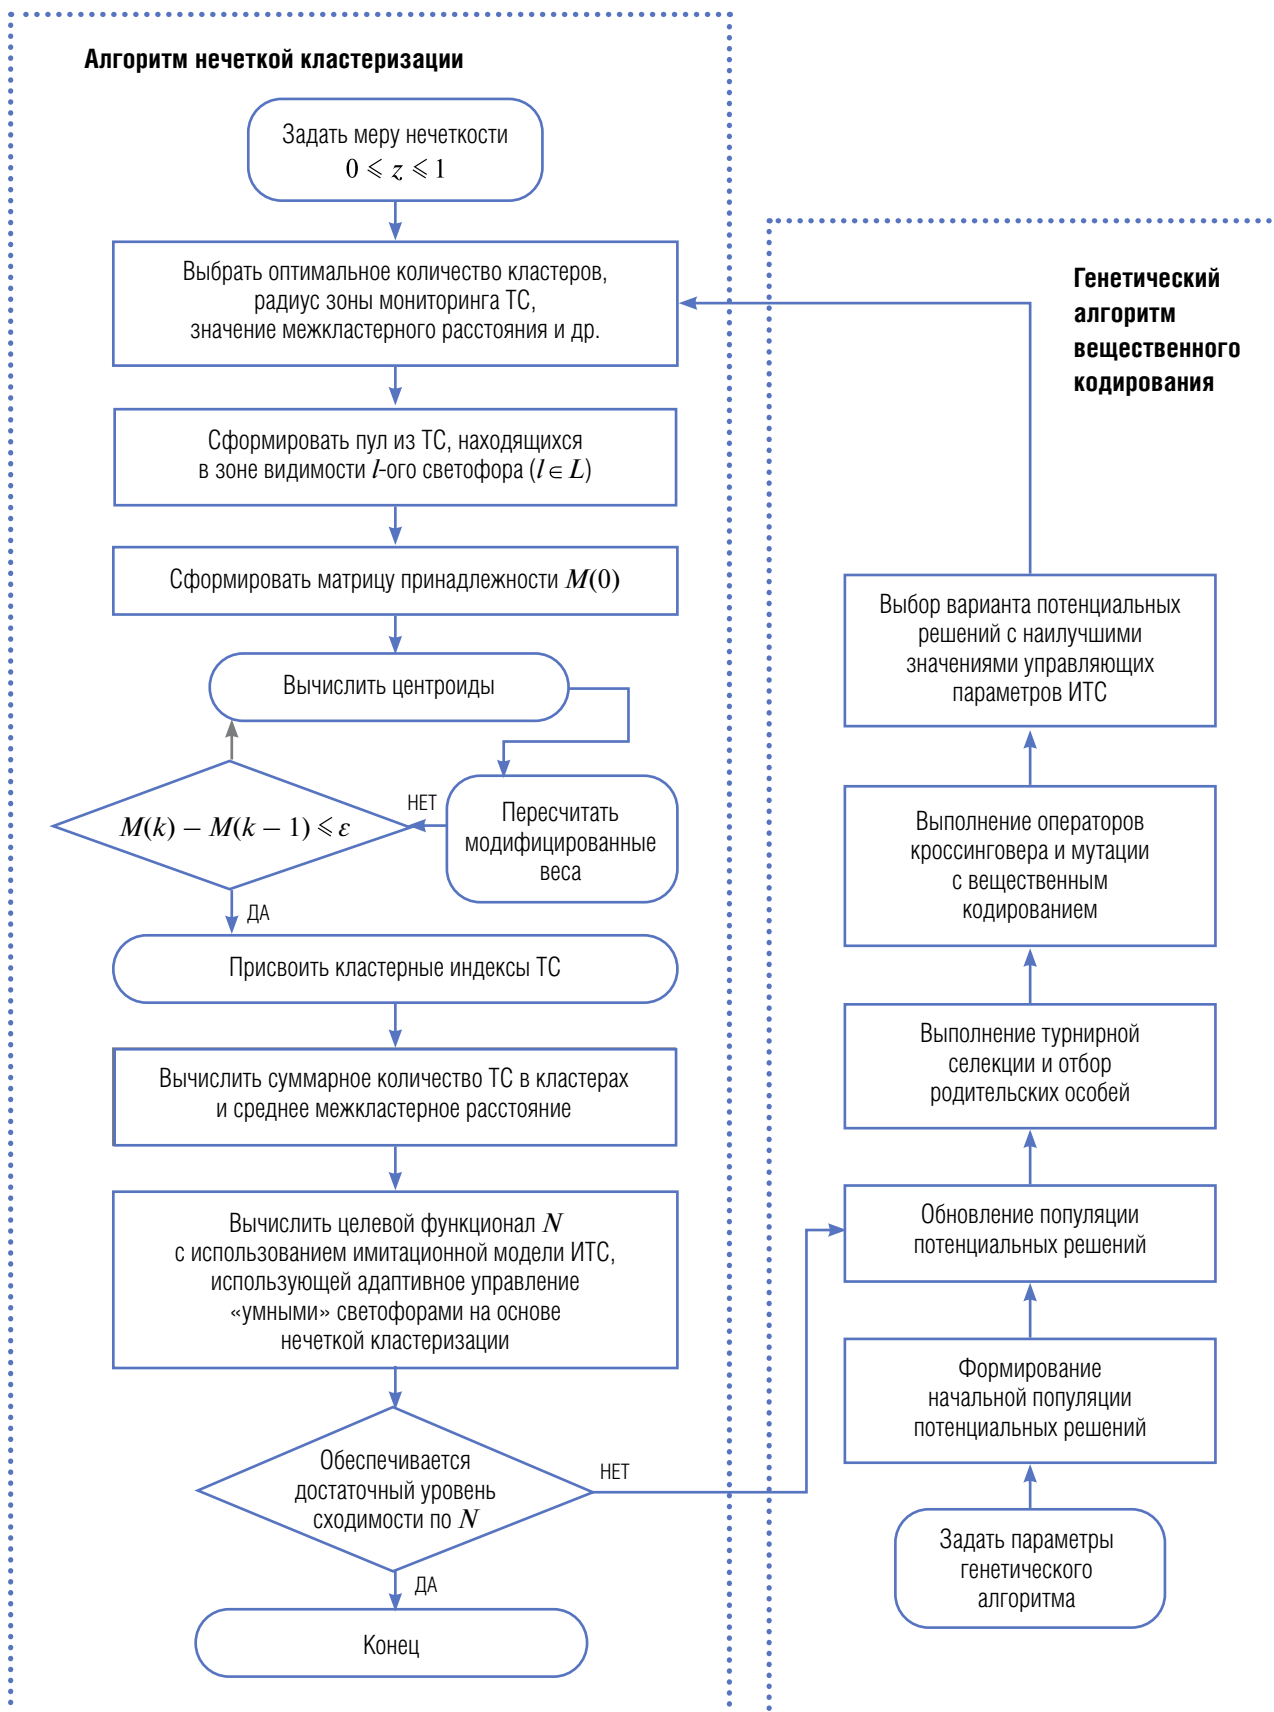 Алгоритм нечеткой кластеризации
Задать меру нечеткости
0 ⩽ z ⩽ 1
Выбрать оптимальное количество кластеров,
радиус зоны мониторинга ТС,
значение межкластерного расстояния и др.
Сформировать пул из ТС, находящихся
в зоне видимости l-ого светофора (l ∈ L)
Сформировать матрицу принадлежности M(0)
Вычислить центроиды
M(k) – M(k – 1) ⩽ ε
НЕТ
Пересчитать
модифицированные
веса
ДА
Присвоить кластерные индексы ТС
Вычислить суммарное количество ТС в кластерах
и среднее межкластерное расстояние
Вычислить целевой функционал N
с использованием имитационной модели ИТС,
использующей адаптивное управление
«умными» светофорами на основе
нечеткой кластеризации
Обеспечивается
достаточный уровень
сходимости по N
НЕТ
ДА
Конец
Генетический
алгоритм
вещественного
кодирования
Выбор варианта потенциальных
решений с наилучшими
значениями управляющих
параметров ИТС
Выполнение операторов
кроссинговера и мутации
с вещественным
кодированием
Выполнение турнирной
селекции и отбор
родительских особей
Обновление популяции
потенциальных решений
Формирование
начальной популяции
потенциальных решений
Задать параметры
генетического
алгоритма